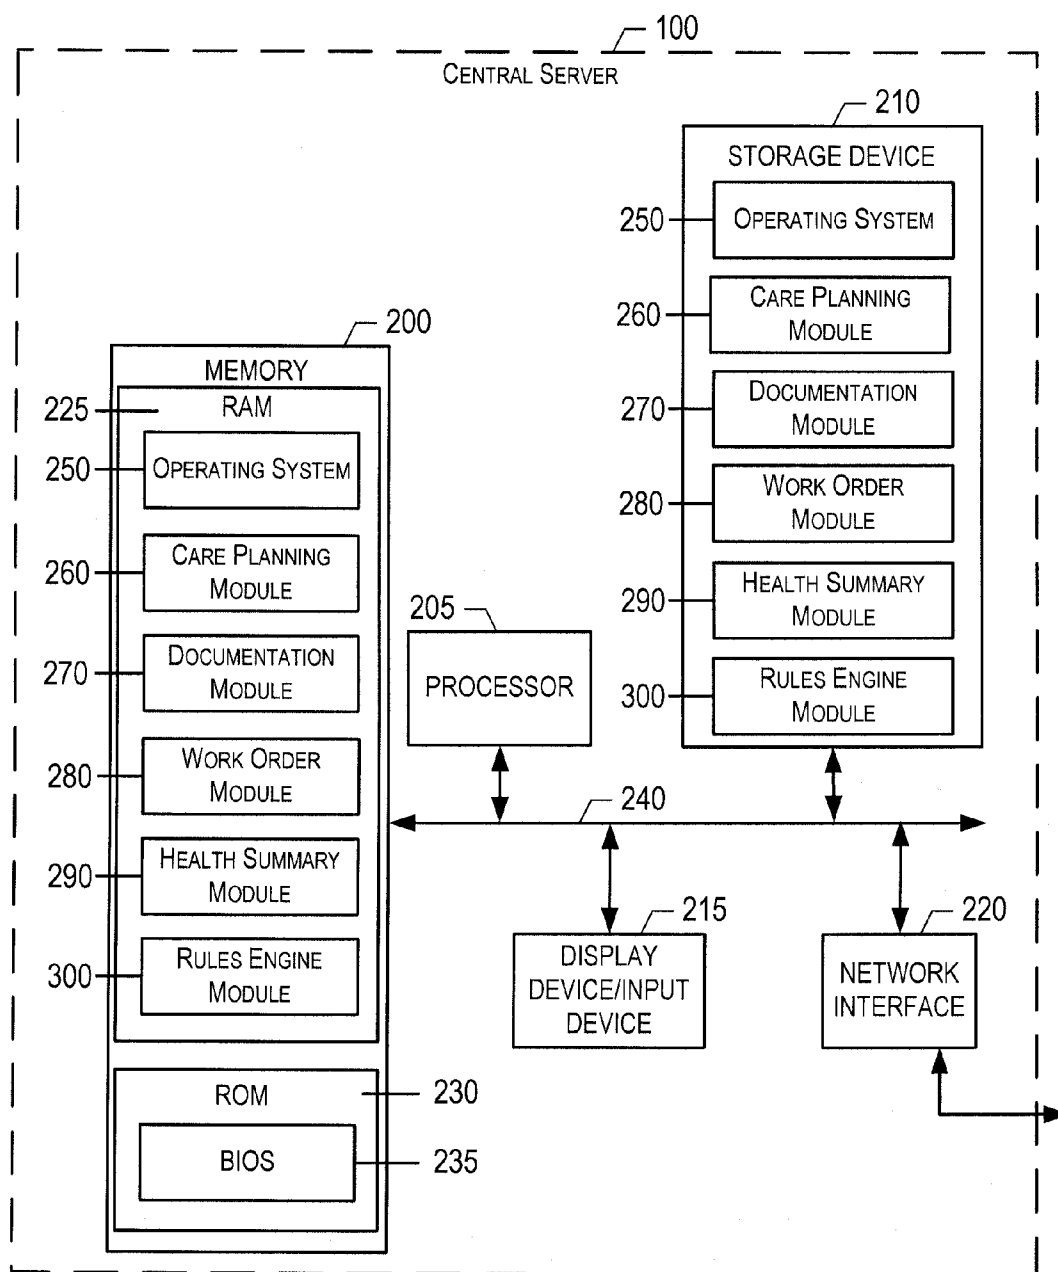 100
CENTRAL SERVER
210
STORAGE DEVICE
250
OPERATING SYSTEM
260
CARE PLANNING
MODULE
270
DOCUMENTATION
MODULE
280
WORK ORDER
MODULE
290
HEALTH SUMMARY
MODULE
300
RULES ENGINE
MODULE
200
MEMORY
225
RAM
250
OPERATING SYSTEM
260
CARE PLANNING
MODULE
270
DOCUMENTATION
MODULE
280
WORK ORDER
MODULE
290
HEALTH SUMMARY
MODULE
300
RULES ENGINE
MODULE
ROM
230
BIOS
235
205
PROCESSOR
240
215
DISPLAY
DEVICE/INPUT
DEVICE
220
NETWORK
INTERFACE